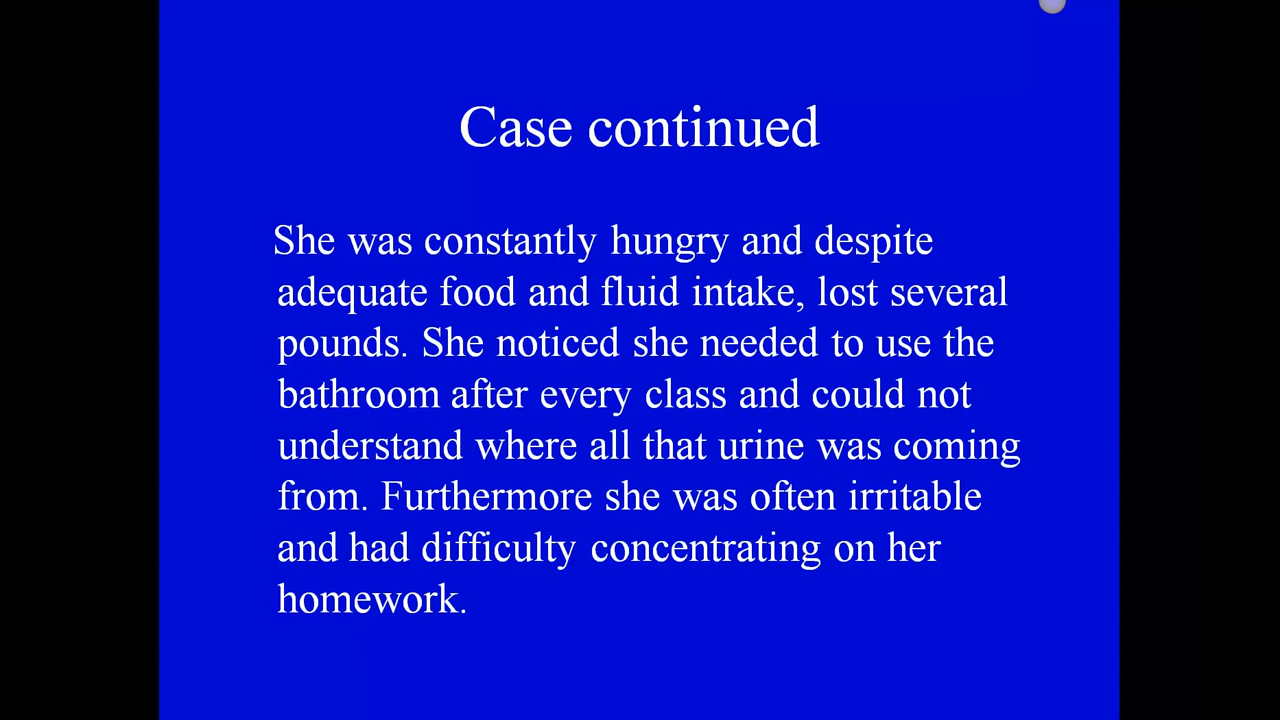 Case continued
She was constantly hungry and despite
adequate food and fluid intake, lost several
pounds. She noticed she needed to use the
bathroom after every class and could not
understand where all that urine was coming
from. Furthermore she was often irritable
and had difficulty concentrating on her
homework.